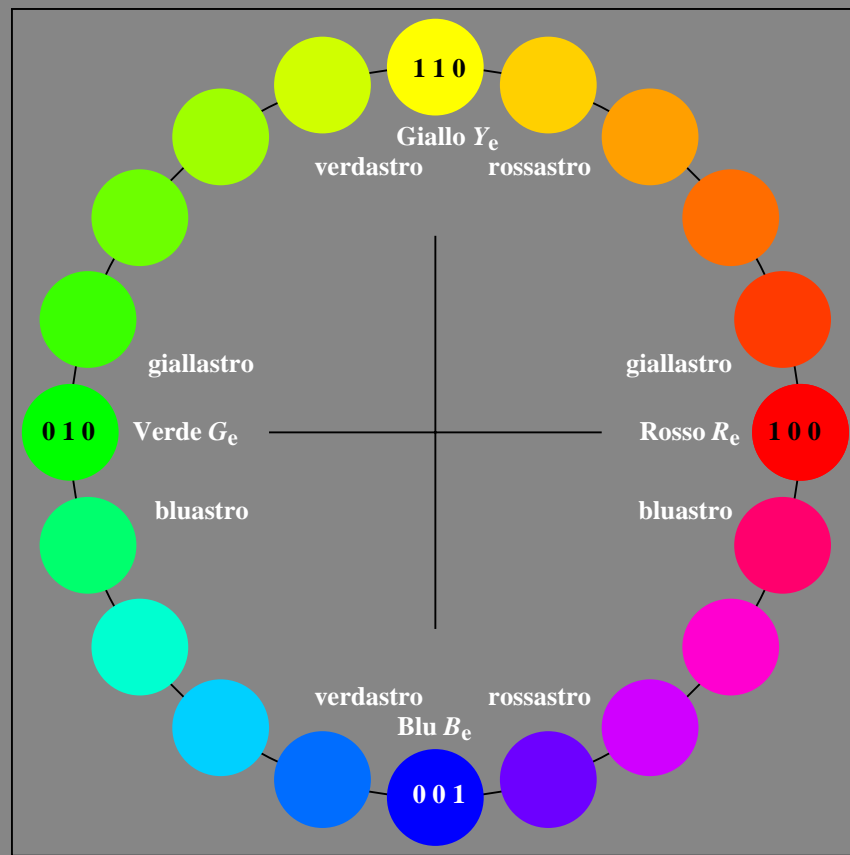 1 1 0
Giallo Yₑ
verdastro rossastro
giallastro giallastro
0 1 0 Verde Gₑ Rosso Rₑ 1 0 0
bluastro bluastro
verdastro rossastro
Blu Bₑ
0 0 1